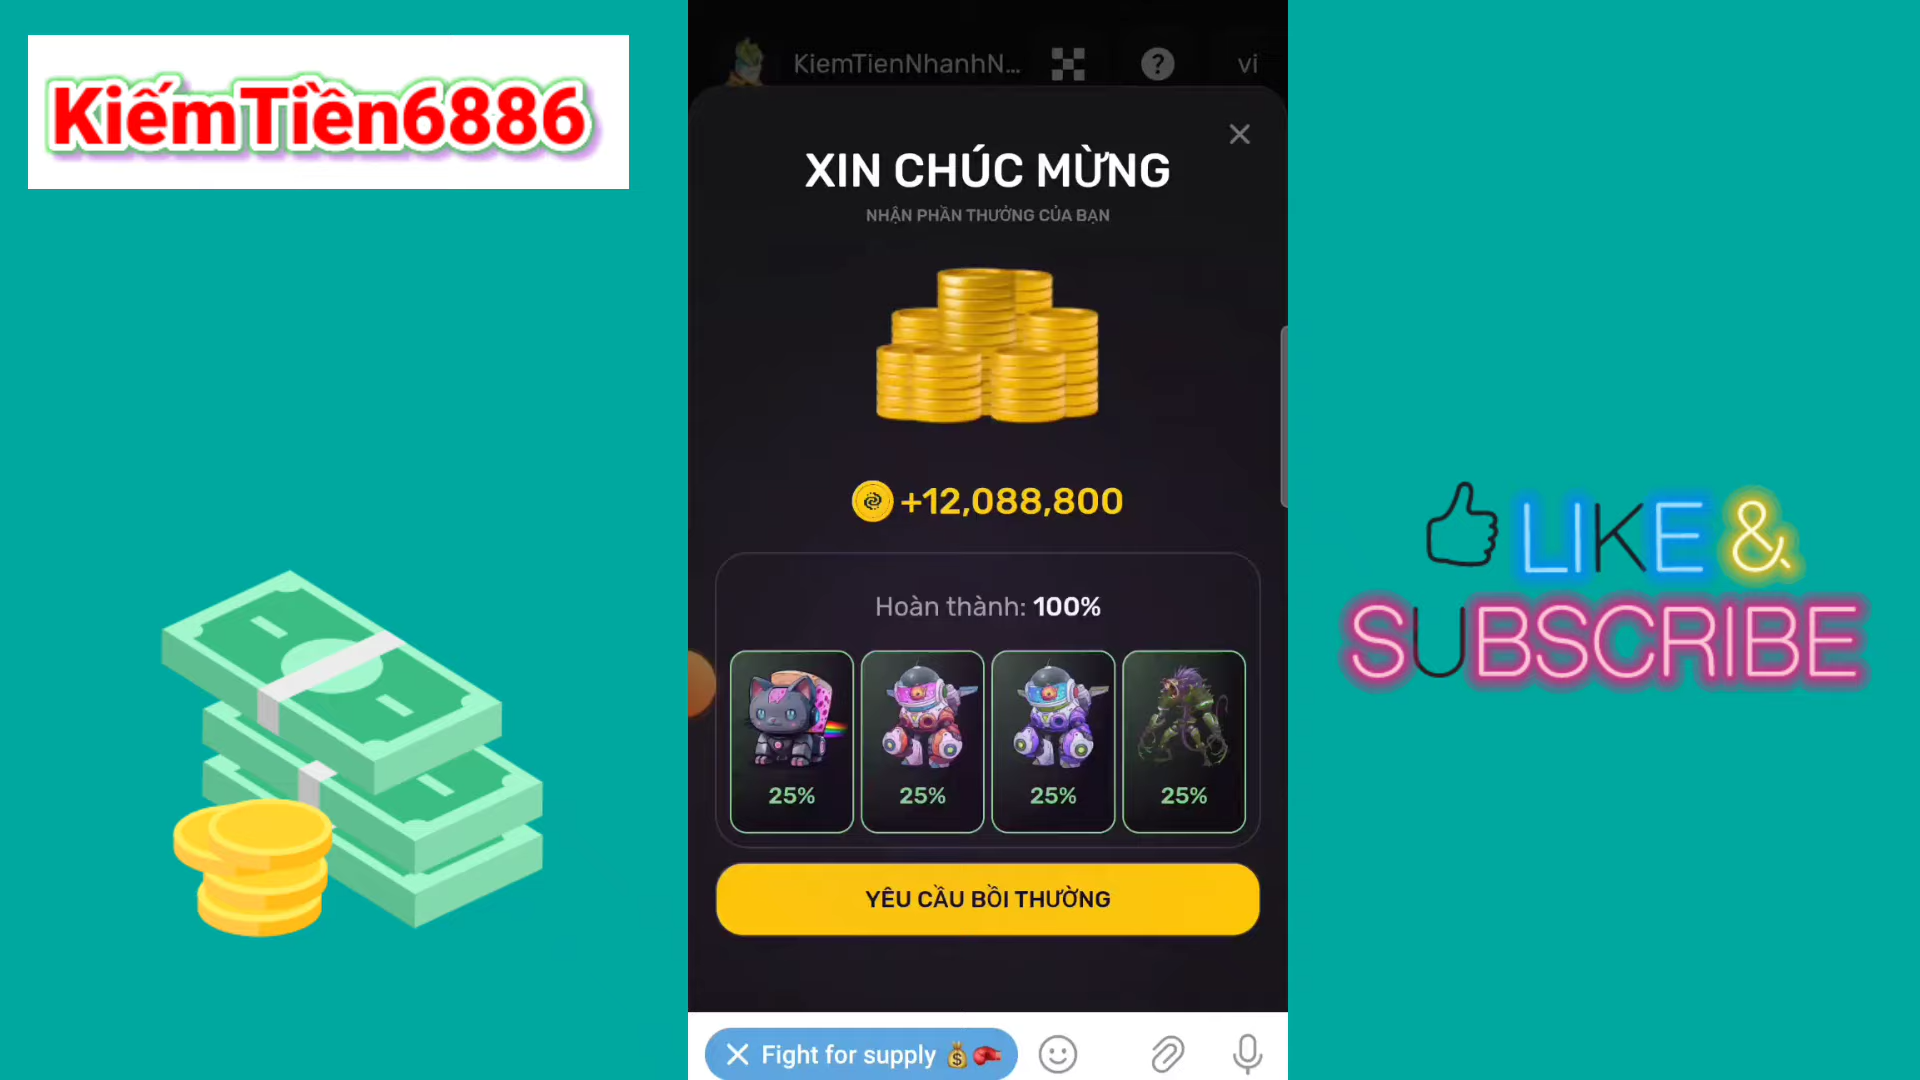 KiếmTiền6886
KiemTienNhanhN...
?
vi
XIN CHÚC MỪNG
NHẬN PHẦN THƯỞNG CỦA BẠN
+12,088,800
Hoàn thành: 100%
25%
25%
25%
25%
YÊU CẦU BỒI THƯỜNG
Fight for supply 💰🥊
LIKE &
SUBSCRIBE